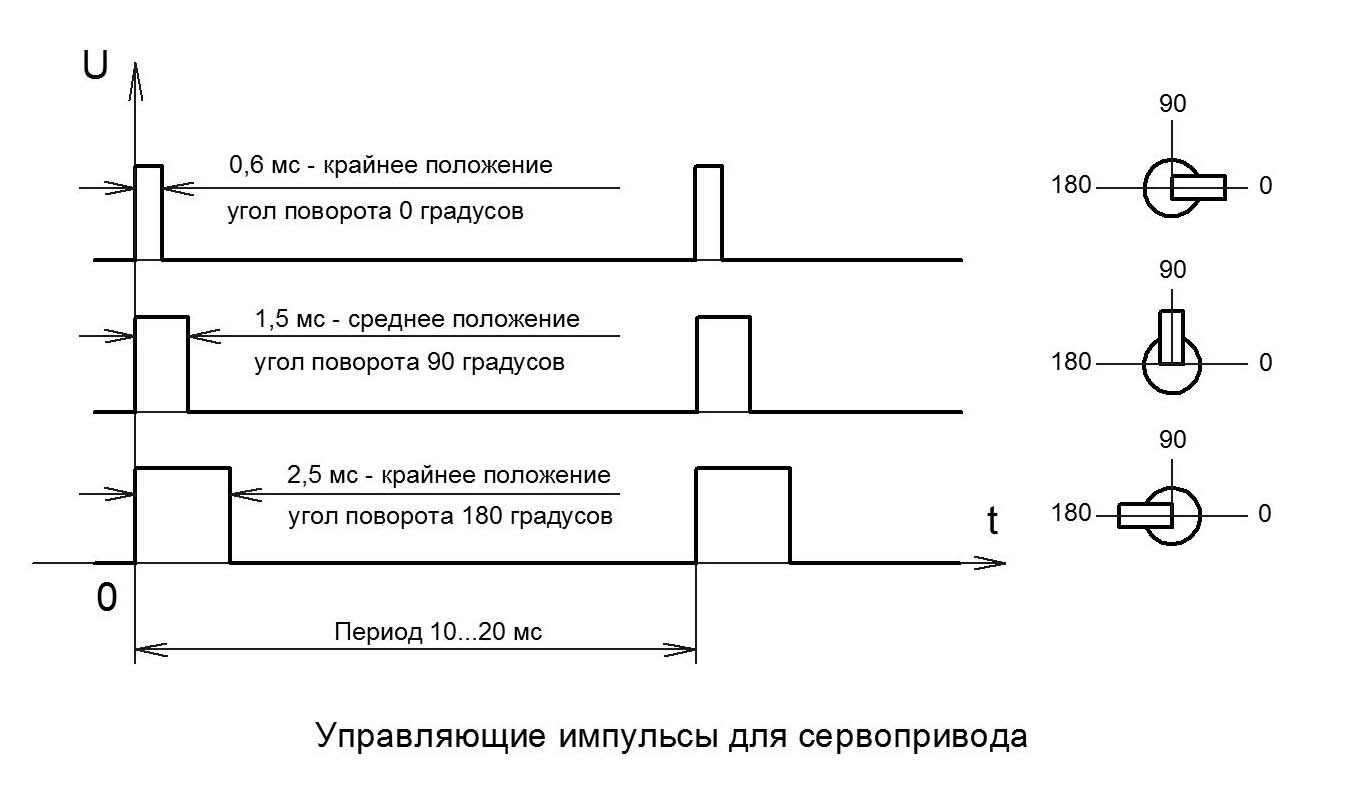 U
0,6 мс - крайнее положение
угол поворота 0 градусов
90
180
0
1,5 мс - среднее положение
угол поворота 90 градусов
90
180
0
2,5 мс - крайнее положение
угол поворота 180 градусов
90
180
0
t
0
Период 10...20 мс
Управляющие импульсы для сервопривода